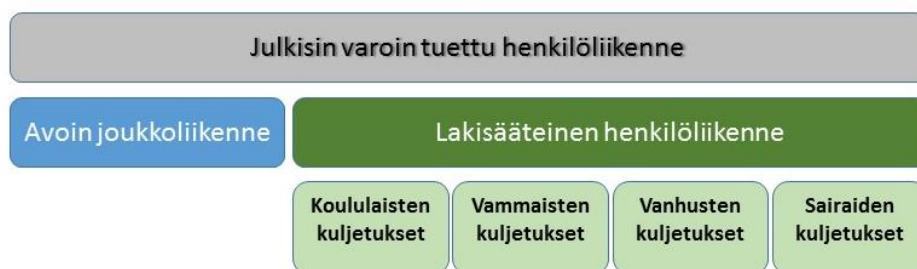 Julkisin varoin tuettu henkilöliikenne
Avoin joukkoliikenne
Lakisääteinen henkilöliikenne
Koululaisten
kuljetukset
Vammaisten
kuljetukset
Vanhusten
kuljetukset
Sairaiden
kuljetukset